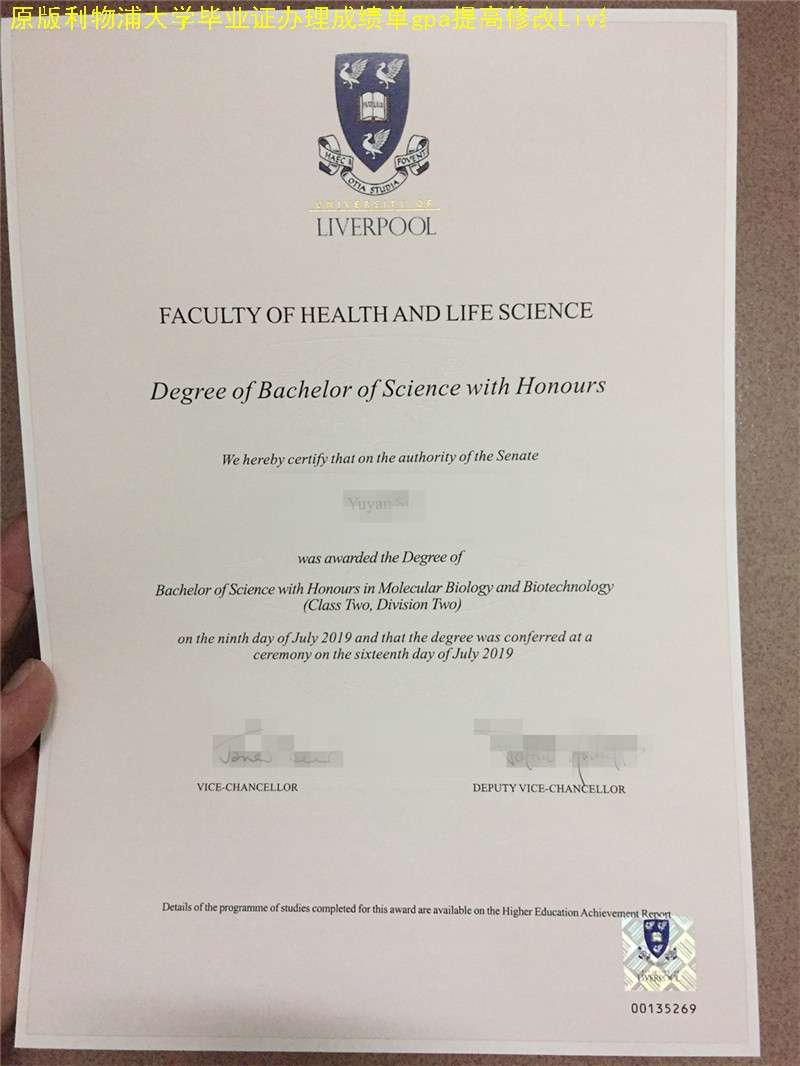 原版利物浦大学毕业证办理成绩单gpa提高修改Liv
PAX LUX
HAEC
OTIA STUDIA
FOVENT
UNIVERSITY OF
LIVERPOOL
FACULTY OF HEALTH AND LIFE SCIENCE
Degree of Bachelor of Science with Honours
We hereby certify that on the authority of the Senate
Yuyan
was awarded the Degree of
Bachelor of Science with Honours in Molecular Biology and Biotechnology
(Class Two, Division Two)
on the ninth day of July 2019 and that the degree was conferred at a
ceremony on the sixteenth day of July 2019
VICE-CHANCELLOR
DEPUTY VICE-CHANCELLOR
Details of the programme of studies completed for this award are available on the Higher Education Achievement Report
LIVERPOOL
00135269